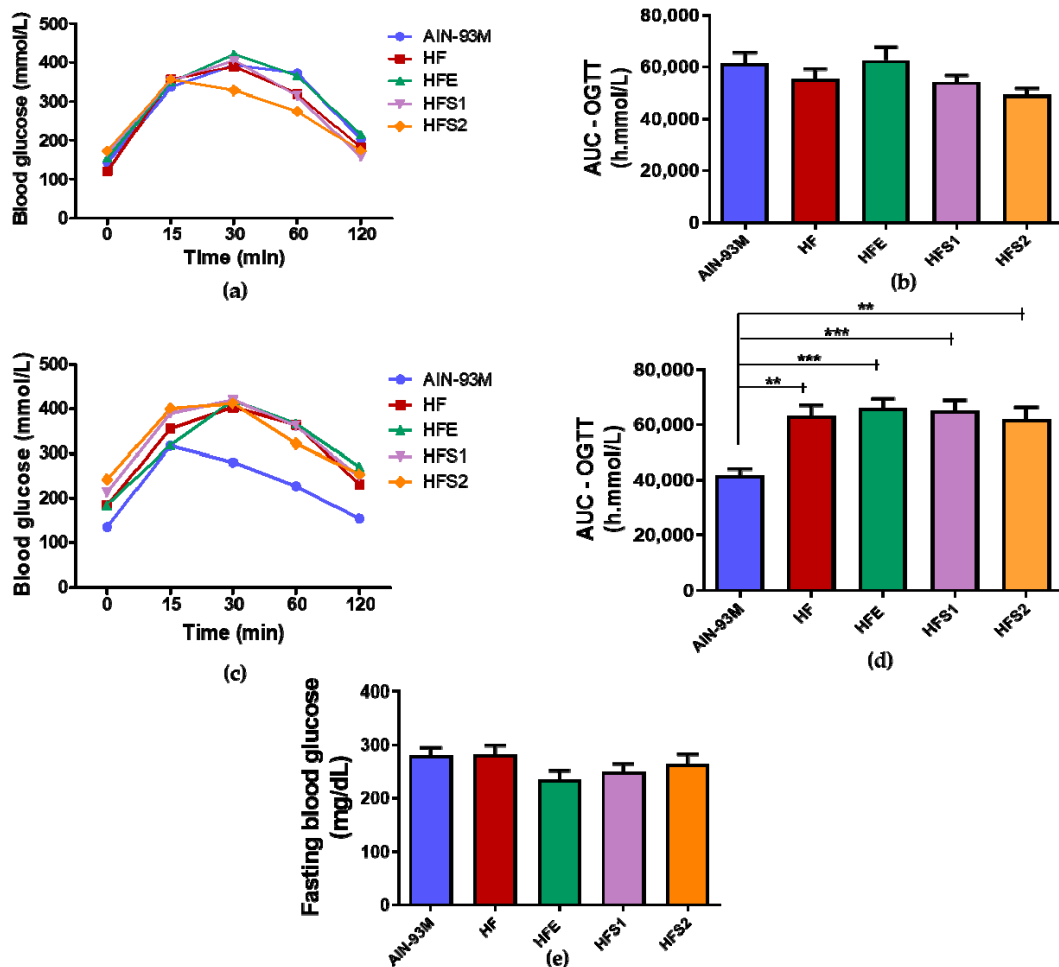 Blood glucose (mmol/L)
500
400
300
200
100
0
0 15 30 60 120
Time (min)
AIN-93M
HF
HFE
HFS1
HFS2
(a)
AUC - OGTT
(h.mmol/L)
80,000
60,000
40,000
20,000
0
AIN-93M HF HFE HFS1 HFS2
(b)
Blood glucose (mmol/L)
500
400
300
200
100
0
0 15 30 60 120
Time (min)
AIN-93M
HF
HFE
HFS1
HFS2
(c)
**
***
***
**
AUC - OGTT
(h.mmol/L)
80,000
60,000
40,000
20,000
0
AIN-93M HF HFE HFS1 HFS2
(d)
Fasting blood glucose
(mg/dL)
400
300
200
100
0
AIN-93M HF HFE HFS1 HFS2
(e)